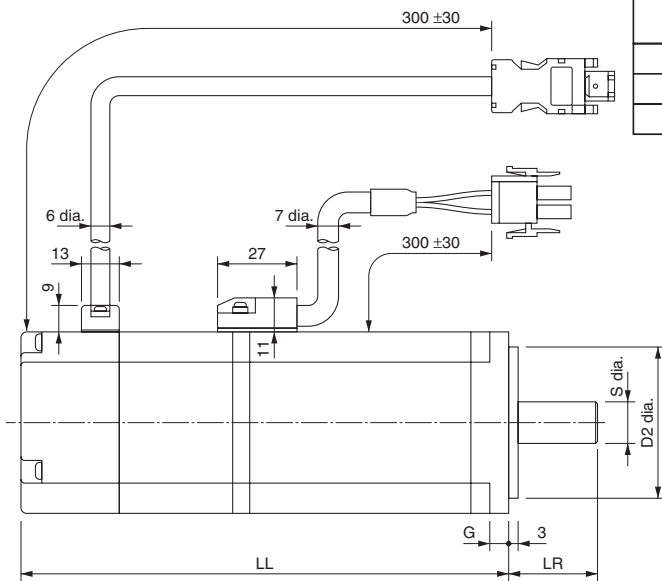 300 ±30
6 dia.
7 dia.
300 ±30
13
27
9
11
S dia.
D2 dia.
G
3
LL
LR